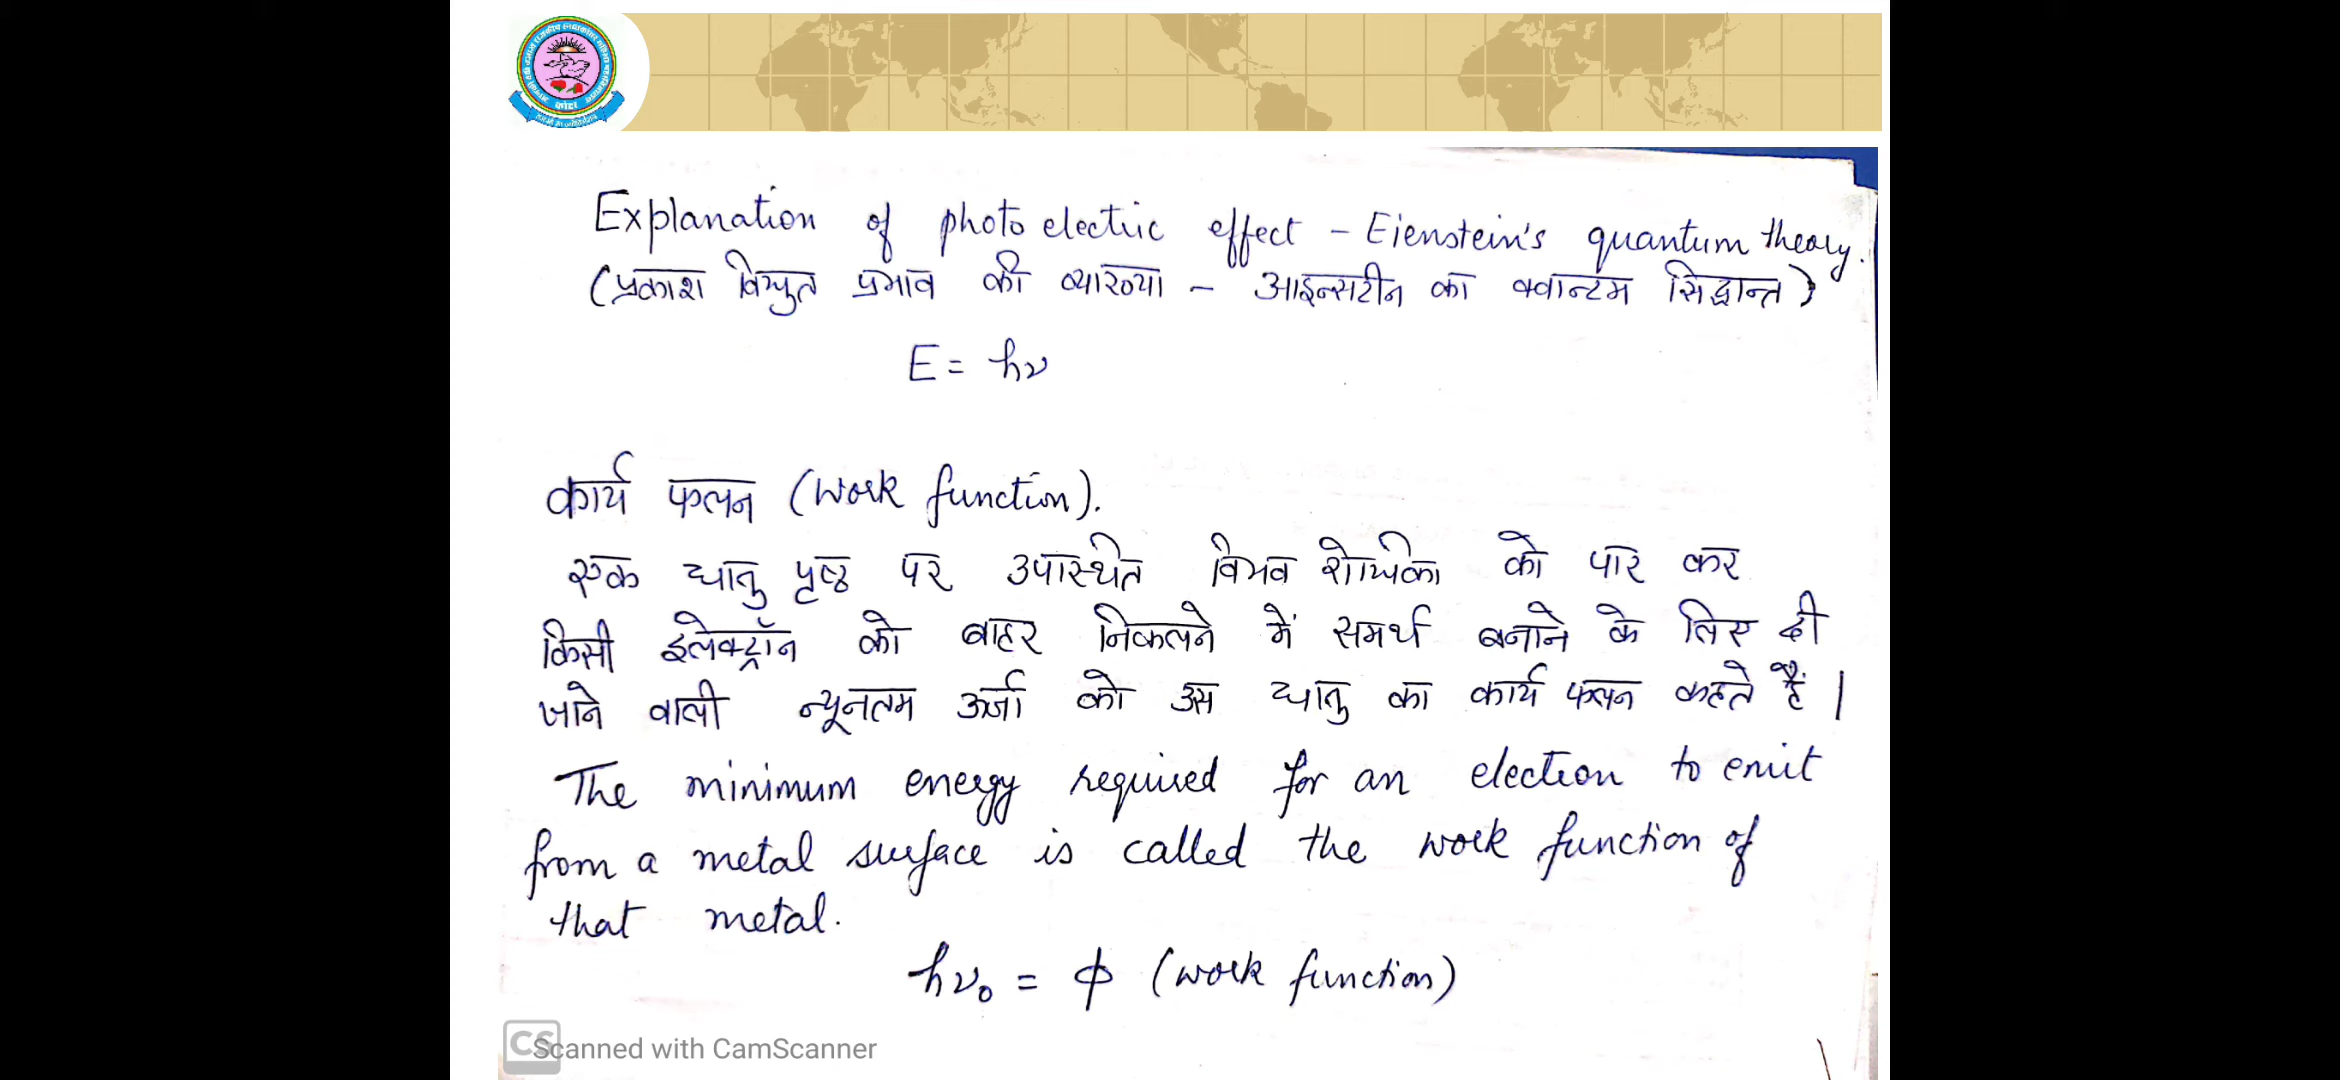 Explanation of photo electric effect - Eienstein's quantum theory.
(प्रकाश विद्युत प्रभाव की व्याख्या - आइन्सटीन का क्वान्टम सिद्धान्त)
E = hν
कार्य फलन (work function).
एक धातु पृष्ठ पर उपस्थित विभव रोधिका को पार कर
किसी इलेक्ट्रॉन को बाहर निकलने में समर्थ बनाने के लिए दी
जाने वाली न्यूनतम ऊर्जा को उस धातु का कार्य फलन कहते हैं |
The minimum energy required for an electron to emit
from a metal surface is called the work function of
that metal.
hν₀ = φ (work function)
CS Scanned with CamScanner